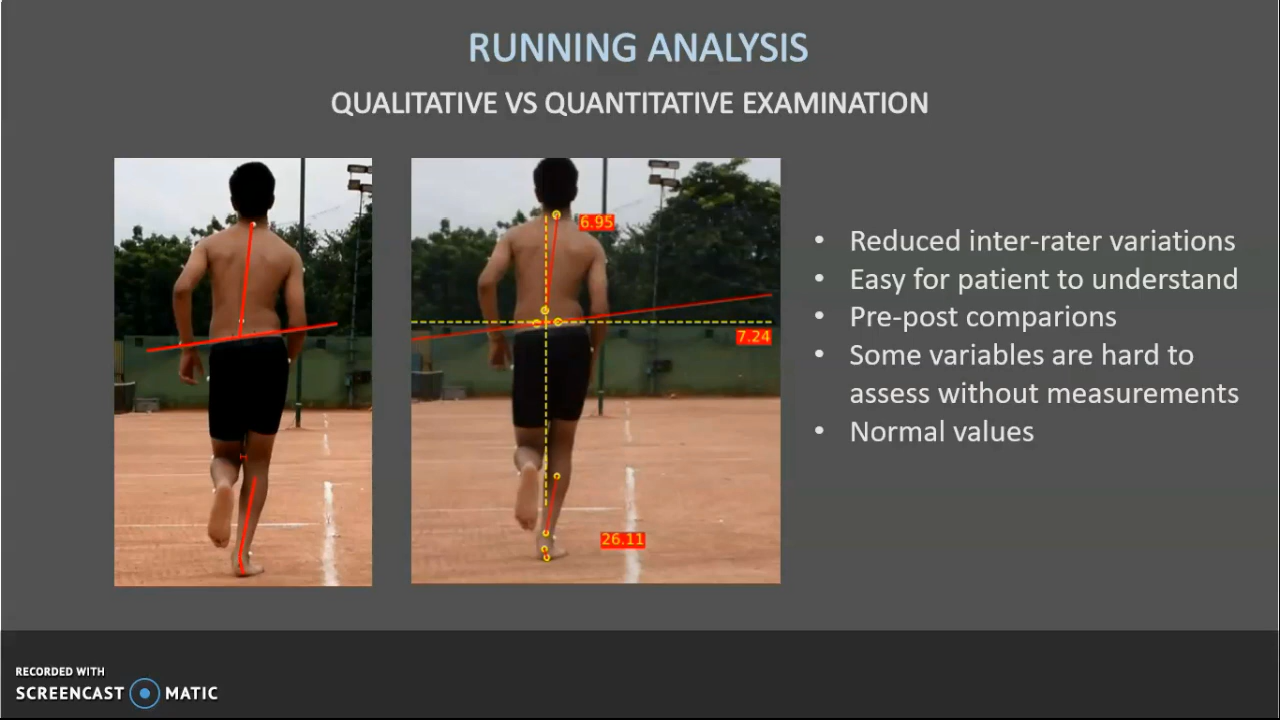 RUNNING ANALYSIS
QUALITATIVE VS QUANTITATIVE EXAMINATION
6.95
7.24
26.11
• Reduced inter-rater variations
• Easy for patient to understand
• Pre-post comparions
• Some variables are hard to
assess without measurements
• Normal values
RECORDED WITH
SCREENCAST MATIC